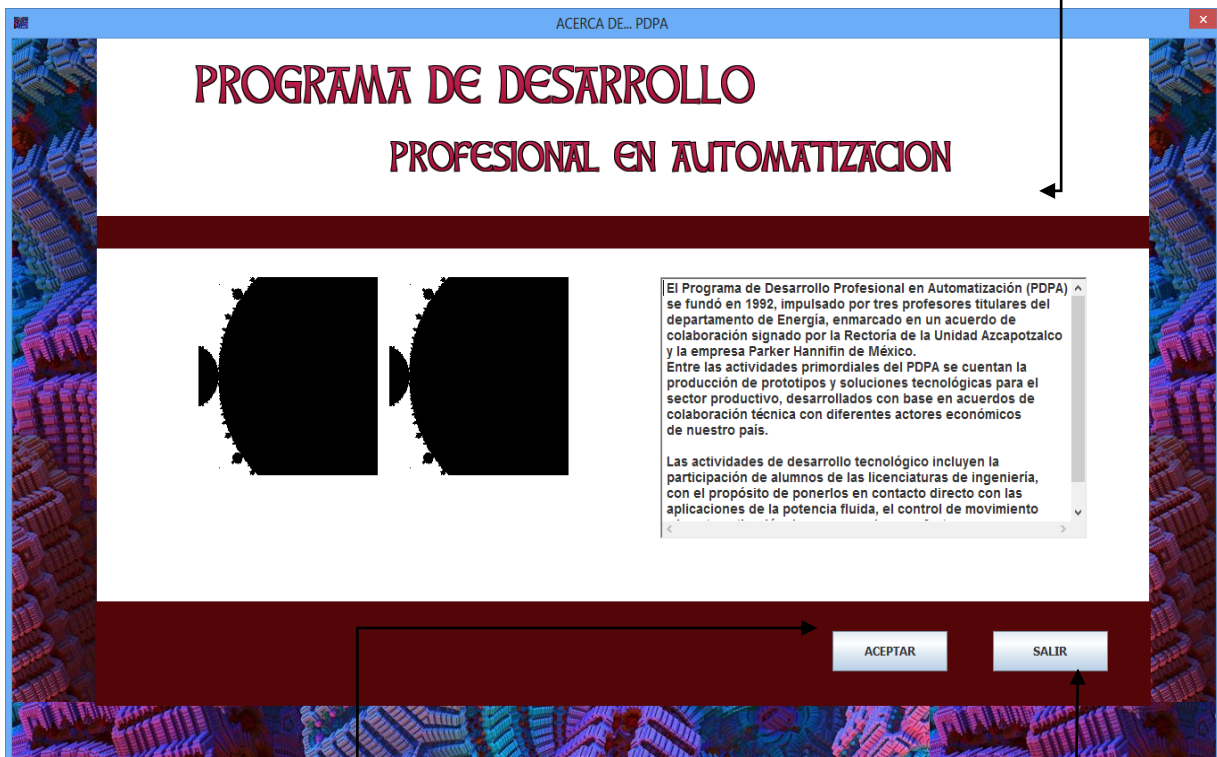 ACERCA DE... PDPA
PROGRAMA DE DESARROLLO
PROFESIONAL EN AUTOMATIZACION
El Programa de Desarrollo Profesional en Automatización (PDPA)
se fundó en 1992, impulsado por tres profesores titulares del
departamento de Energía, enmarcado en un acuerdo de
colaboración signado por la Rectoría de la Unidad Azcapotzalco
y la empresa Parker Hannifin de México.
Entre las actividades primordiales del PDPA se cuentan la
producción de prototipos y soluciones tecnológicas para el
sector productivo, desarrollados con base en acuerdos de
colaboración técnica con diferentes actores económicos
de nuestro país.
Las actividades de desarrollo tecnológico incluyen la
participación de alumnos de las licenciaturas de ingeniería,
con el propósito de ponerlos en contacto directo con las
aplicaciones de la potencia fluida, el control de movimiento
ACEPTAR
SALIR